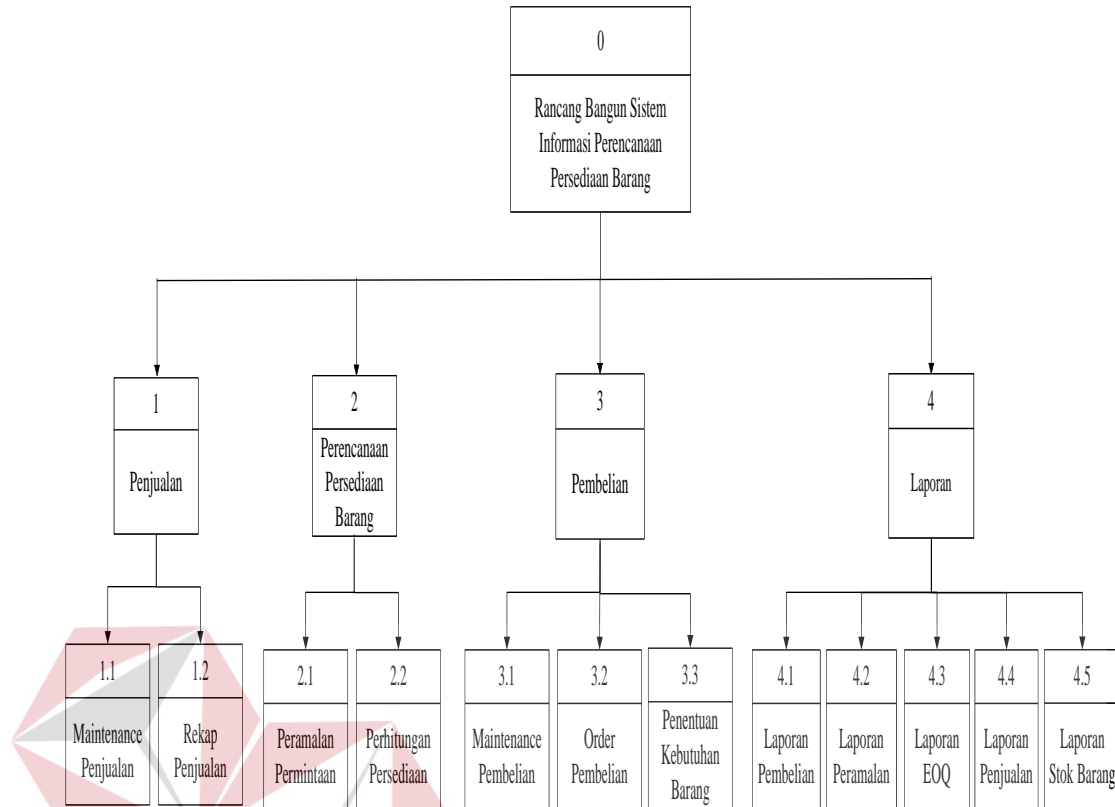 0
Rancang Bangun Sistem
Informasi Perencanaan
Persediaan Barang
1
Penjualan
2
Perencanaan
Persediaan
Barang
3
Pembelian
4
Laporan
1.1
Maintenance
Penjualan
1.2
Rekap
Penjualan
2.1
Peramalan
Permintaan
2.2
Perhitungan
Persediaan
3.1
Maintenance
Pembelian
3.2
Order
Pembelian
3.3
Penentuan
Kebutuhan
Barang
4.1
Laporan
Pembelian
4.2
Laporan
Peramalan
4.3
Laporan
EOQ
4.4
Laporan
Penjualan
4.5
Laporan
Stok Barang